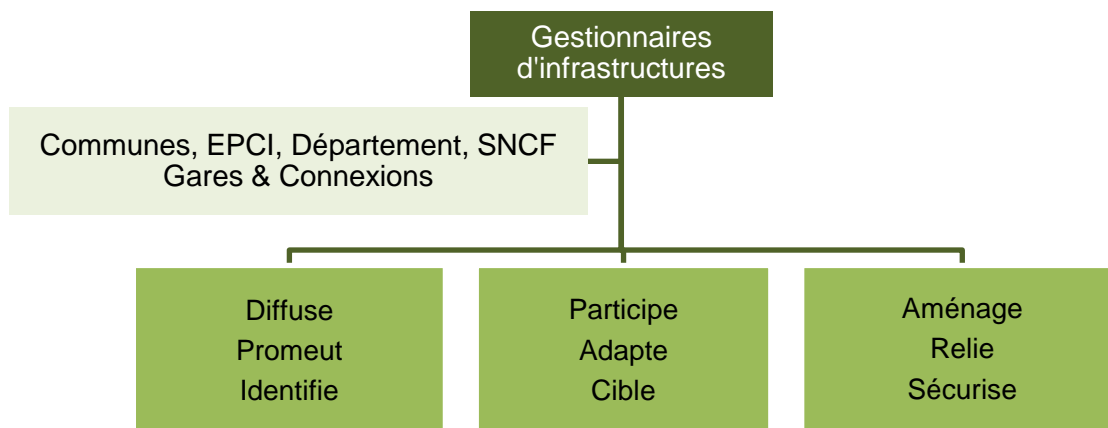 Gestionnaires
d'infrastructures
Communes, EPCI, Département, SNCF
Gares & Connexions
Diffuse
Promeut
Identifie
Participe
Adapte
Cible
Aménage
Relie
Sécurise